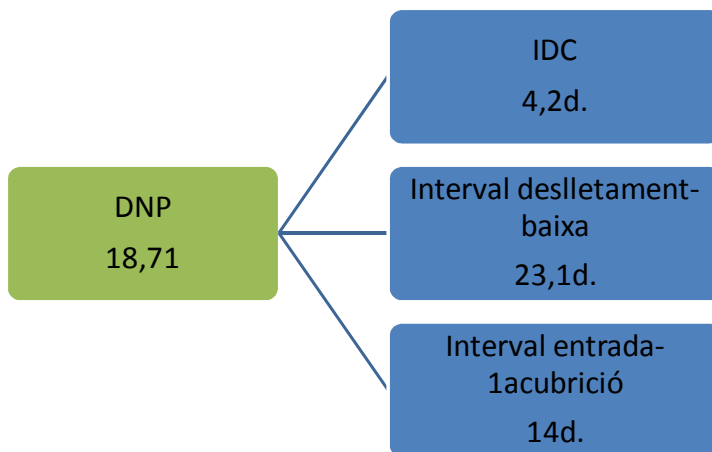 DNP
18,71
IDC
4,2d.
Interval deslletament-
baixa
23,1d.
Interval entrada-
1acubrició
14d.